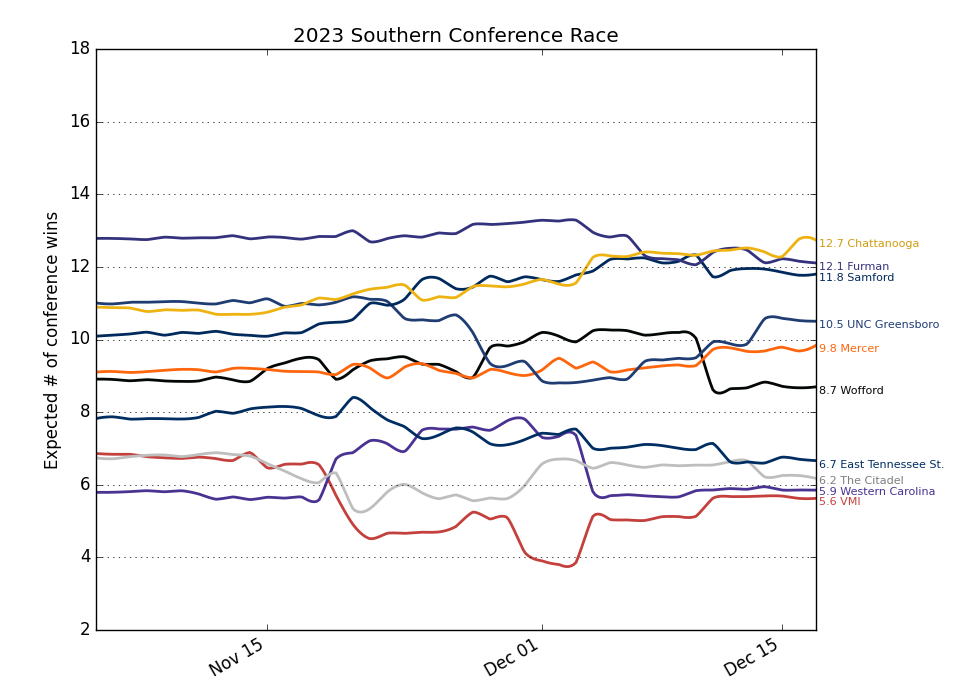 2023 Southern Conference Race
Expected # of conference wins
18
16
14
12
10
8
6
4
2
12.7 Chattanooga
12.1 Furman
11.8 Samford
10.5 UNC Greensboro
9.8 Mercer
8.7 Wofford
6.7 East Tennessee St.
6.2 The Citadel
5.9 Western Carolina
5.6 VMI
Nov 15
Dec 01
Dec 15